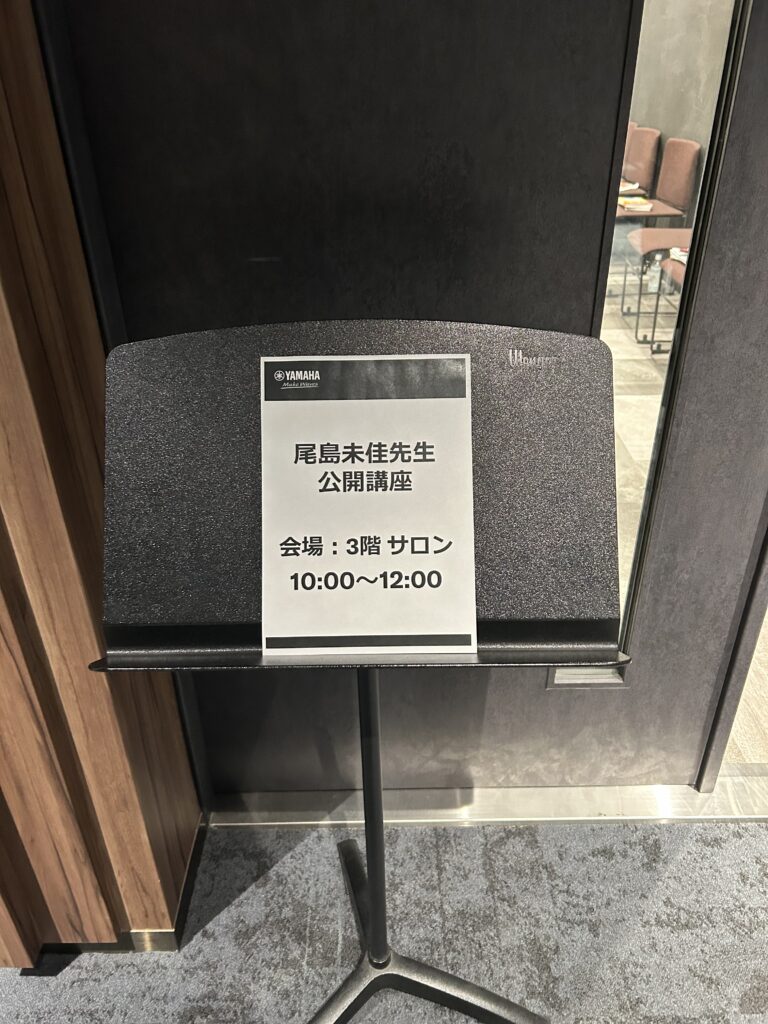 YAMAHA
Make Waves
尾島未佳先生
公開講座
会場：3階 サロン
10:00～12:00
Wenger